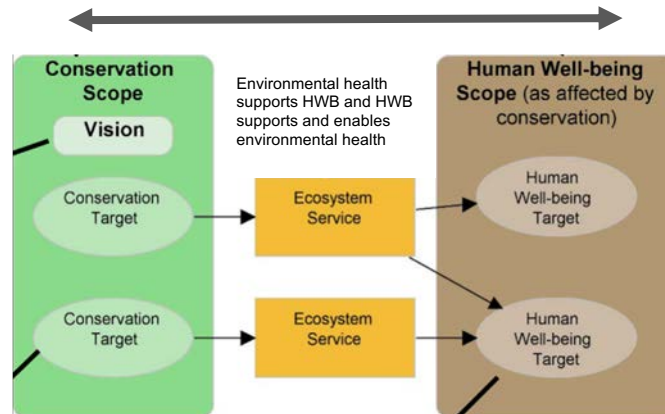 Conservation
Scope
Vision
Environmental health
supports HWB and HWB
supports and enables
environmental health
Human Well-being
Scope (as affected by
conservation)
Conservation
Target
Ecosystem
Service
Human
Well-being
Target
Conservation
Target
Ecosystem
Service
Human
Well-being
Target